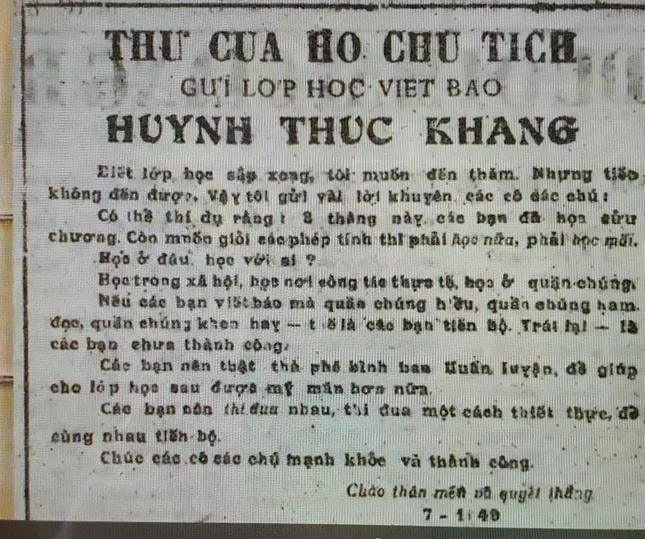 THƯ CỦA HỒ CHỦ TỊCH
GỬI LỚP HỌC VIẾT BÁO
HUỲNH THÚC KHÁNG
Biết lớp học sắp xong, tôi muốn đến thăm. Nhưng tiếc
không đến được. Vậy tôi gửi vài lời khuyên các cô các chú:
Có thể thí dụ rằng: 3 tháng này các bạn đã học cửu
chương. Còn muốn giỏi các phép tính thì phải học nữa, phải học mãi.
Học ở đâu, học với ai ?
Học trong xã hội, học nơi công tác thực tế, học ở quần chúng.
Nếu các bạn viết báo mà quần chúng hiểu, quần chúng ham
đọc, quần chúng khen hay — thế là các bạn tiến bộ. Trái lại — là
các bạn chưa thành công.
Các bạn nên thật thà phê bình ban Huấn luyện, để giúp
cho lớp học sau được mỹ mãn hơn nữa.
Các bạn nên thi đua nhau, thi đua một cách thiết thực, để
cùng nhau tiến bộ.
Chúc các cô các chú mạnh khỏe và thành công.
Chào thân mến và quyết thắng
7 - 1949